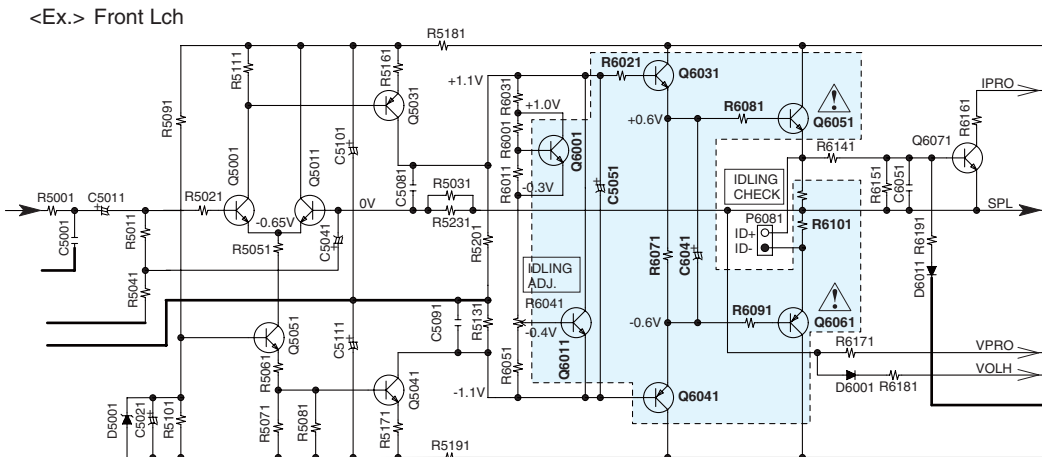 <Ex.> Front Lch
R5181
R5111
R5161
R6021
Q6031
R5091
Q5031
+1.1V
R6031
+1.0V
+0.6V
R6081
Q6051
IPRO
R6161
C5101
R6001
Q6001
Q6071
R6141
Q5001
Q5011
C5081
R6011
C5051
IDLING
CHECK
R6151
C6051
R5001
C5011
R5021
R5031
0V
-0.3V
P6081
ID+
ID-
SPL
C5001
R5011
-0.65V
R5051
C5041
R5231
R5201
R6071
C6041
R6101
R6191
D6011
R5041
IDLING
ADJ.
R6041
-0.4V
Q6011
Q5051
C5111
C5091
R5131
-0.6V
R6091
Q6061
R6171
VPRO
R5061
R6051
VOLH
D6001
R6181
D5001
C5021
R5101
R5071
R5081
R5171
Q5041
-1.1V
Q6041
R5191